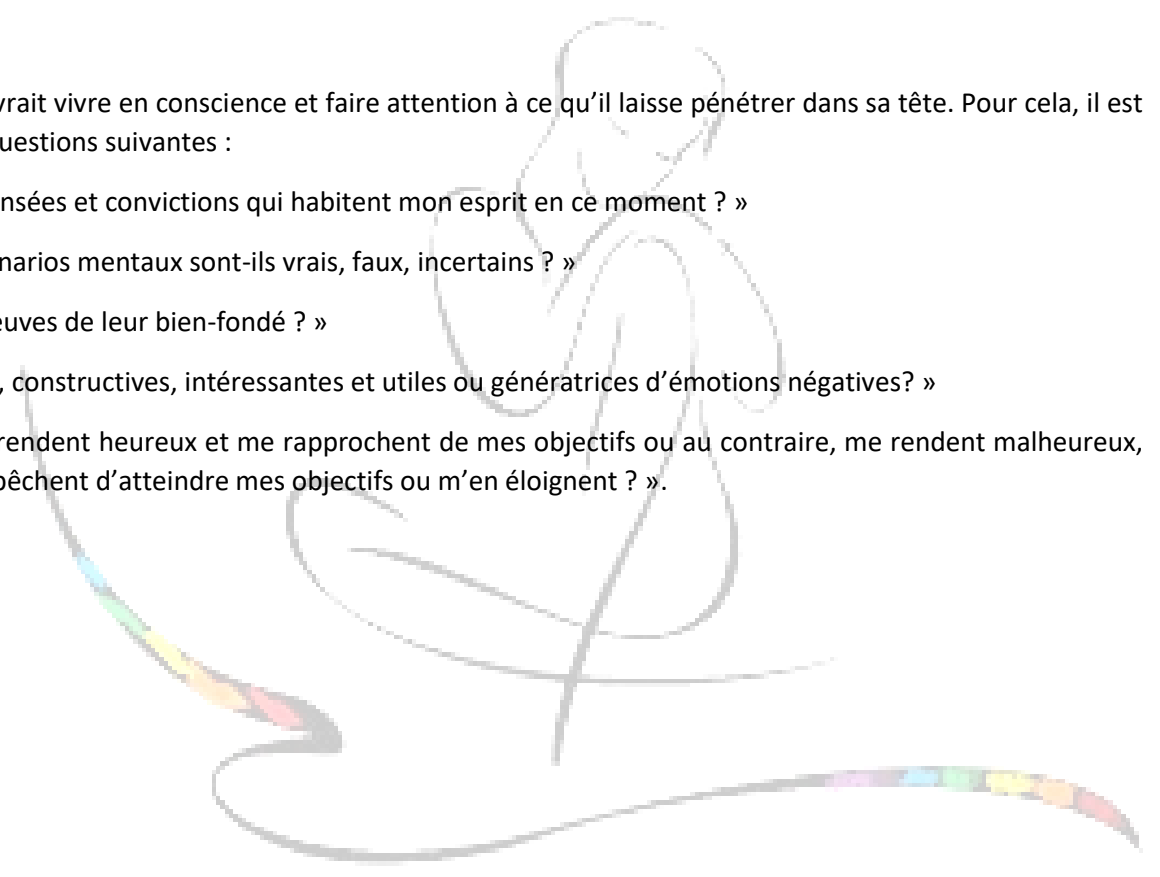 vrait vivre en conscience et faire attention à ce qu'il laisse pénétrer dans sa tête. Pour cela, il est
uestions suivantes :
nsées et convictions qui habitent mon esprit en ce moment ? »
narios mentaux sont-ils vrais, faux, incertains ? »
euves de leur bien-fondé ? »
, constructives, intéressantes et utiles ou génératrices d'émotions négatives? »
rendent heureux et me rapprochent de mes objectifs ou au contraire, me rendent malheureux,
pêchent d'atteindre mes objectifs ou m'en éloignent ? ».